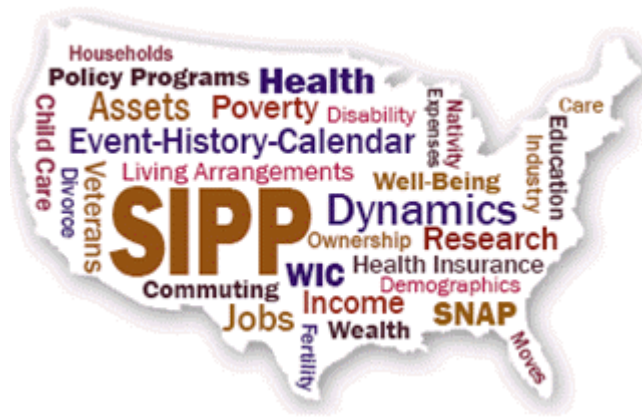 Households
Policy Programs
Health
Assets
Poverty
Disability
Expenses
Nativity
Care
Child Care
Event-History-Calendar
Education
Industry
Living Arrangements
Divorce
Veterans
Well-Being
SIPP
Dynamics
Ownership
Research
WIC
Health Insurance
Commuting
Demographics
Income
Jobs
SNAP
Wealth
Fertility
Moves